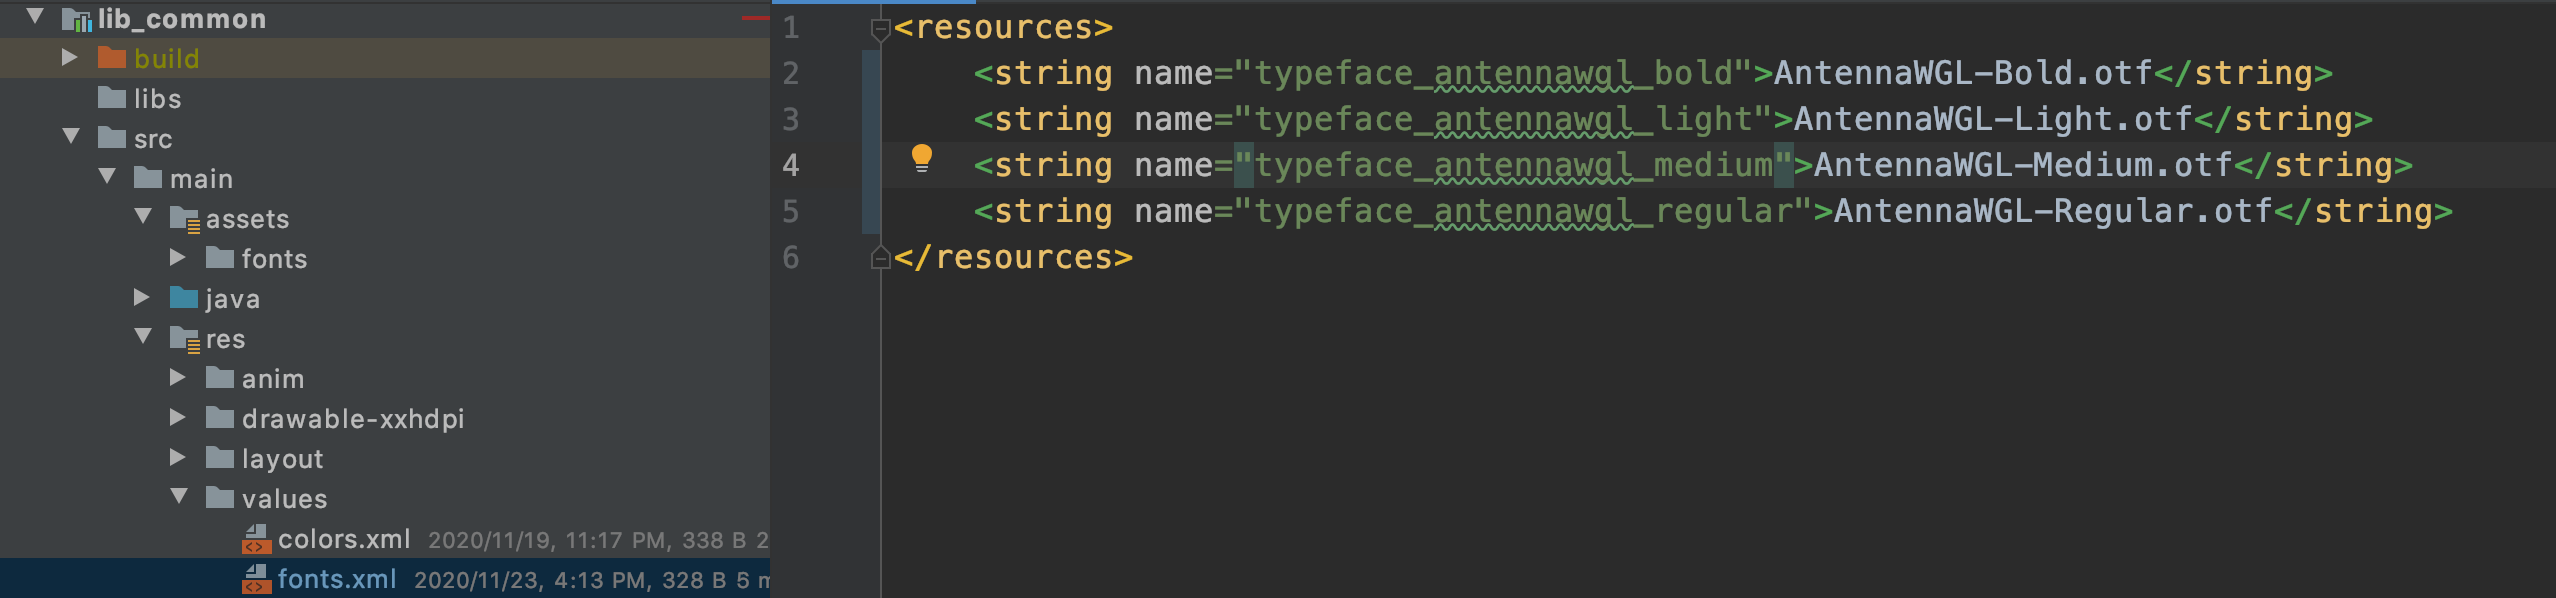 lib_common
build
libs
src
main
assets
fonts
java
res
anim
drawable-xxhdpi
layout
values
colors.xml 2020/11/19, 11:17 PM, 338 B 2
fonts.xml 2020/11/23, 4:13 PM, 328 B 5 m
1 <resources>
2 <string name="typeface_antennawgl_bold">AntennaWGL-Bold.otf</string>
3 <string name="typeface_antennawgl_light">AntennaWGL-Light.otf</string>
4 <string name="typeface_antennawgl_medium">AntennaWGL-Medium.otf</string>
5 <string name="typeface_antennawgl_regular">AntennaWGL-Regular.otf</string>
6 </resources>